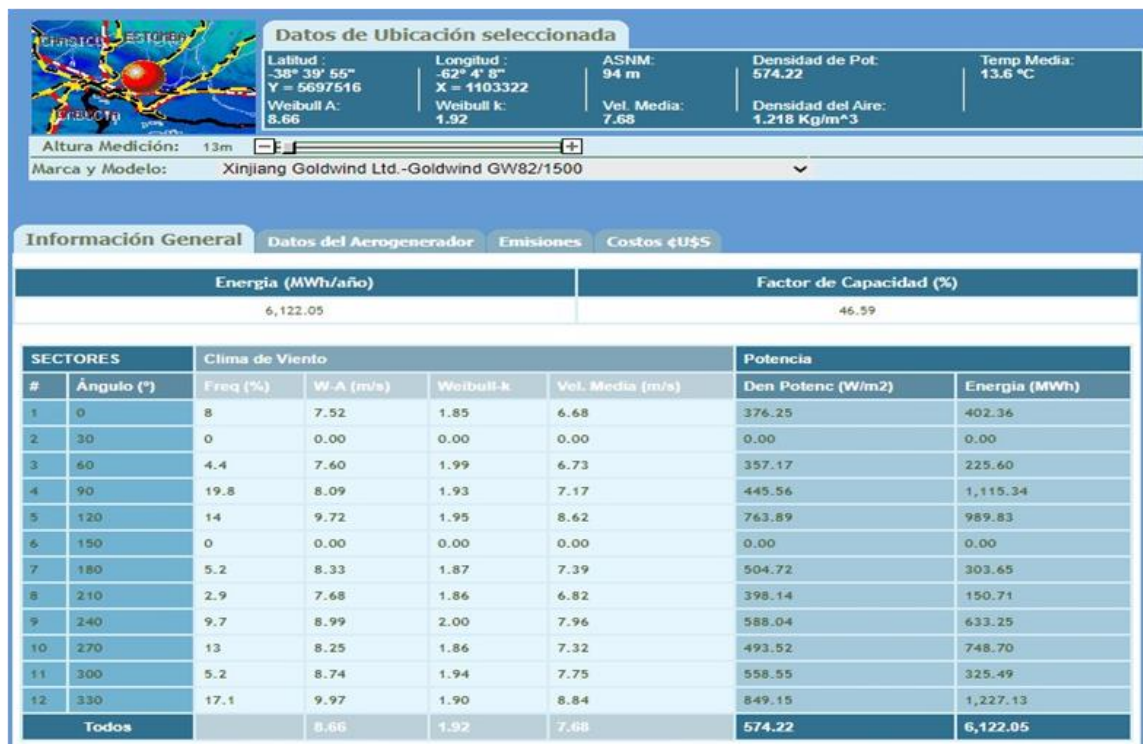 Datos de Ubicación seleccionada
Latitud : Longitud : ASNM: Densidad de Pot: Temp Media:
-38° 39' 55" -62° 4' 8" 94 m 574.22 13.6 ºC
Y = 5697516 X = 1103322
Weibull A: Weibull k: Vel. Media: Densidad del Aire:
8.66 1.92 7.68 1.218 Kg/m^3
Altura Medición: 13m
Marca y Modelo: Xinjiang Goldwind Ltd.-Goldwind GW82/1500
Información General Datos del Aerogenerador Emisiones Costos ¢U$S
Energia (MWh/año) Factor de Capacidad (%)
6,122.05 46.59
SECTORES Clima de Viento Potencia
# Ángulo (º) Freq (%) W-A (m/s) Weibull-k Vel. Media (m/s) Den Potenc (W/m2) Energia (MWh)
1 0 8 7.52 1.85 6.68 376.25 402.36
2 30 0 0.00 0.00 0.00 0.00 0.00
3 60 4.4 7.60 1.99 6.73 357.17 225.60
4 90 19.8 8.09 1.93 7.17 445.56 1,115.34
5 120 14 9.72 1.95 8.62 763.89 989.83
6 150 0 0.00 0.00 0.00 0.00 0.00
7 180 5.2 8.33 1.87 7.39 504.72 303.65
8 210 2.9 7.68 1.86 6.82 398.14 150.71
9 240 9.7 8.99 2.00 7.96 588.04 633.25
10 270 13 8.25 1.86 7.32 493.52 748.70
11 300 5.2 8.74 1.94 7.75 558.55 325.49
12 330 17.1 9.97 1.90 8.84 849.15 1,227.13
Todos 8.66 1.92 7.68 574.22 6,122.05